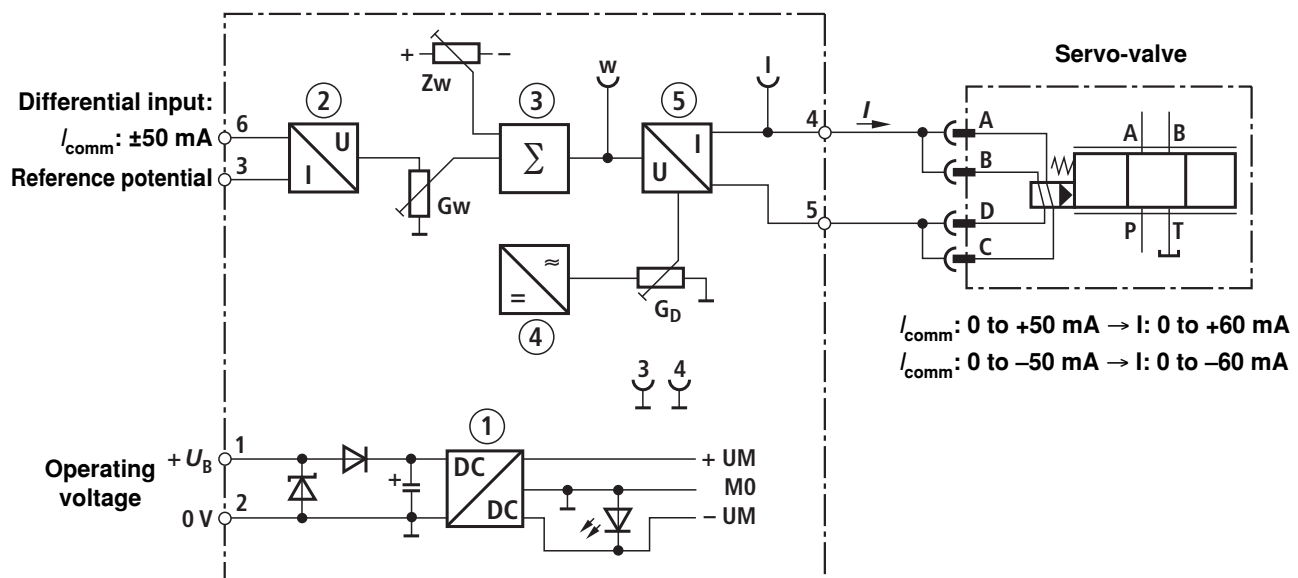 Servo-valve
Differential input:
I_comm: ±50 mA
6
Reference potential
3
②
U
I
Gw
+ −
Zw
③
Σ
w
⑤
I
U
I
4
I
5
A
B
D
C
A B
P T
≈
=
④
G_D
I_comm: 0 to +50 mA → I: 0 to +60 mA
I_comm: 0 to −50 mA → I: 0 to −60 mA
3 4
①
Operating
voltage
+ U_B
1
0 V
2
+
DC
DC
+ UM
M0
− UM